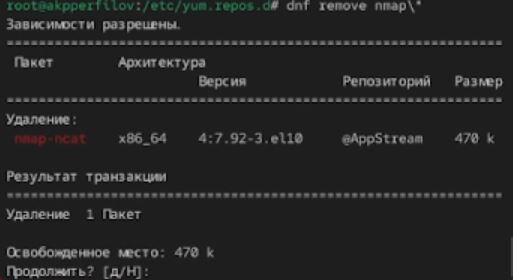 root@akpperfilov:/etc/yum.repos.d# dnf remove nmap\*
Зависимости разрешены.
================================================================
Пакет Архитектура
Версия Репозиторий Размер
================================================================
Удаление:
nmap-ncat x86_64 4:7.92-3.el10 @AppStream 470 k

Результат транзакции
================================================================
Удаление 1 Пакет

Освобожденное место: 470 k
Продолжить? [д/Н]: